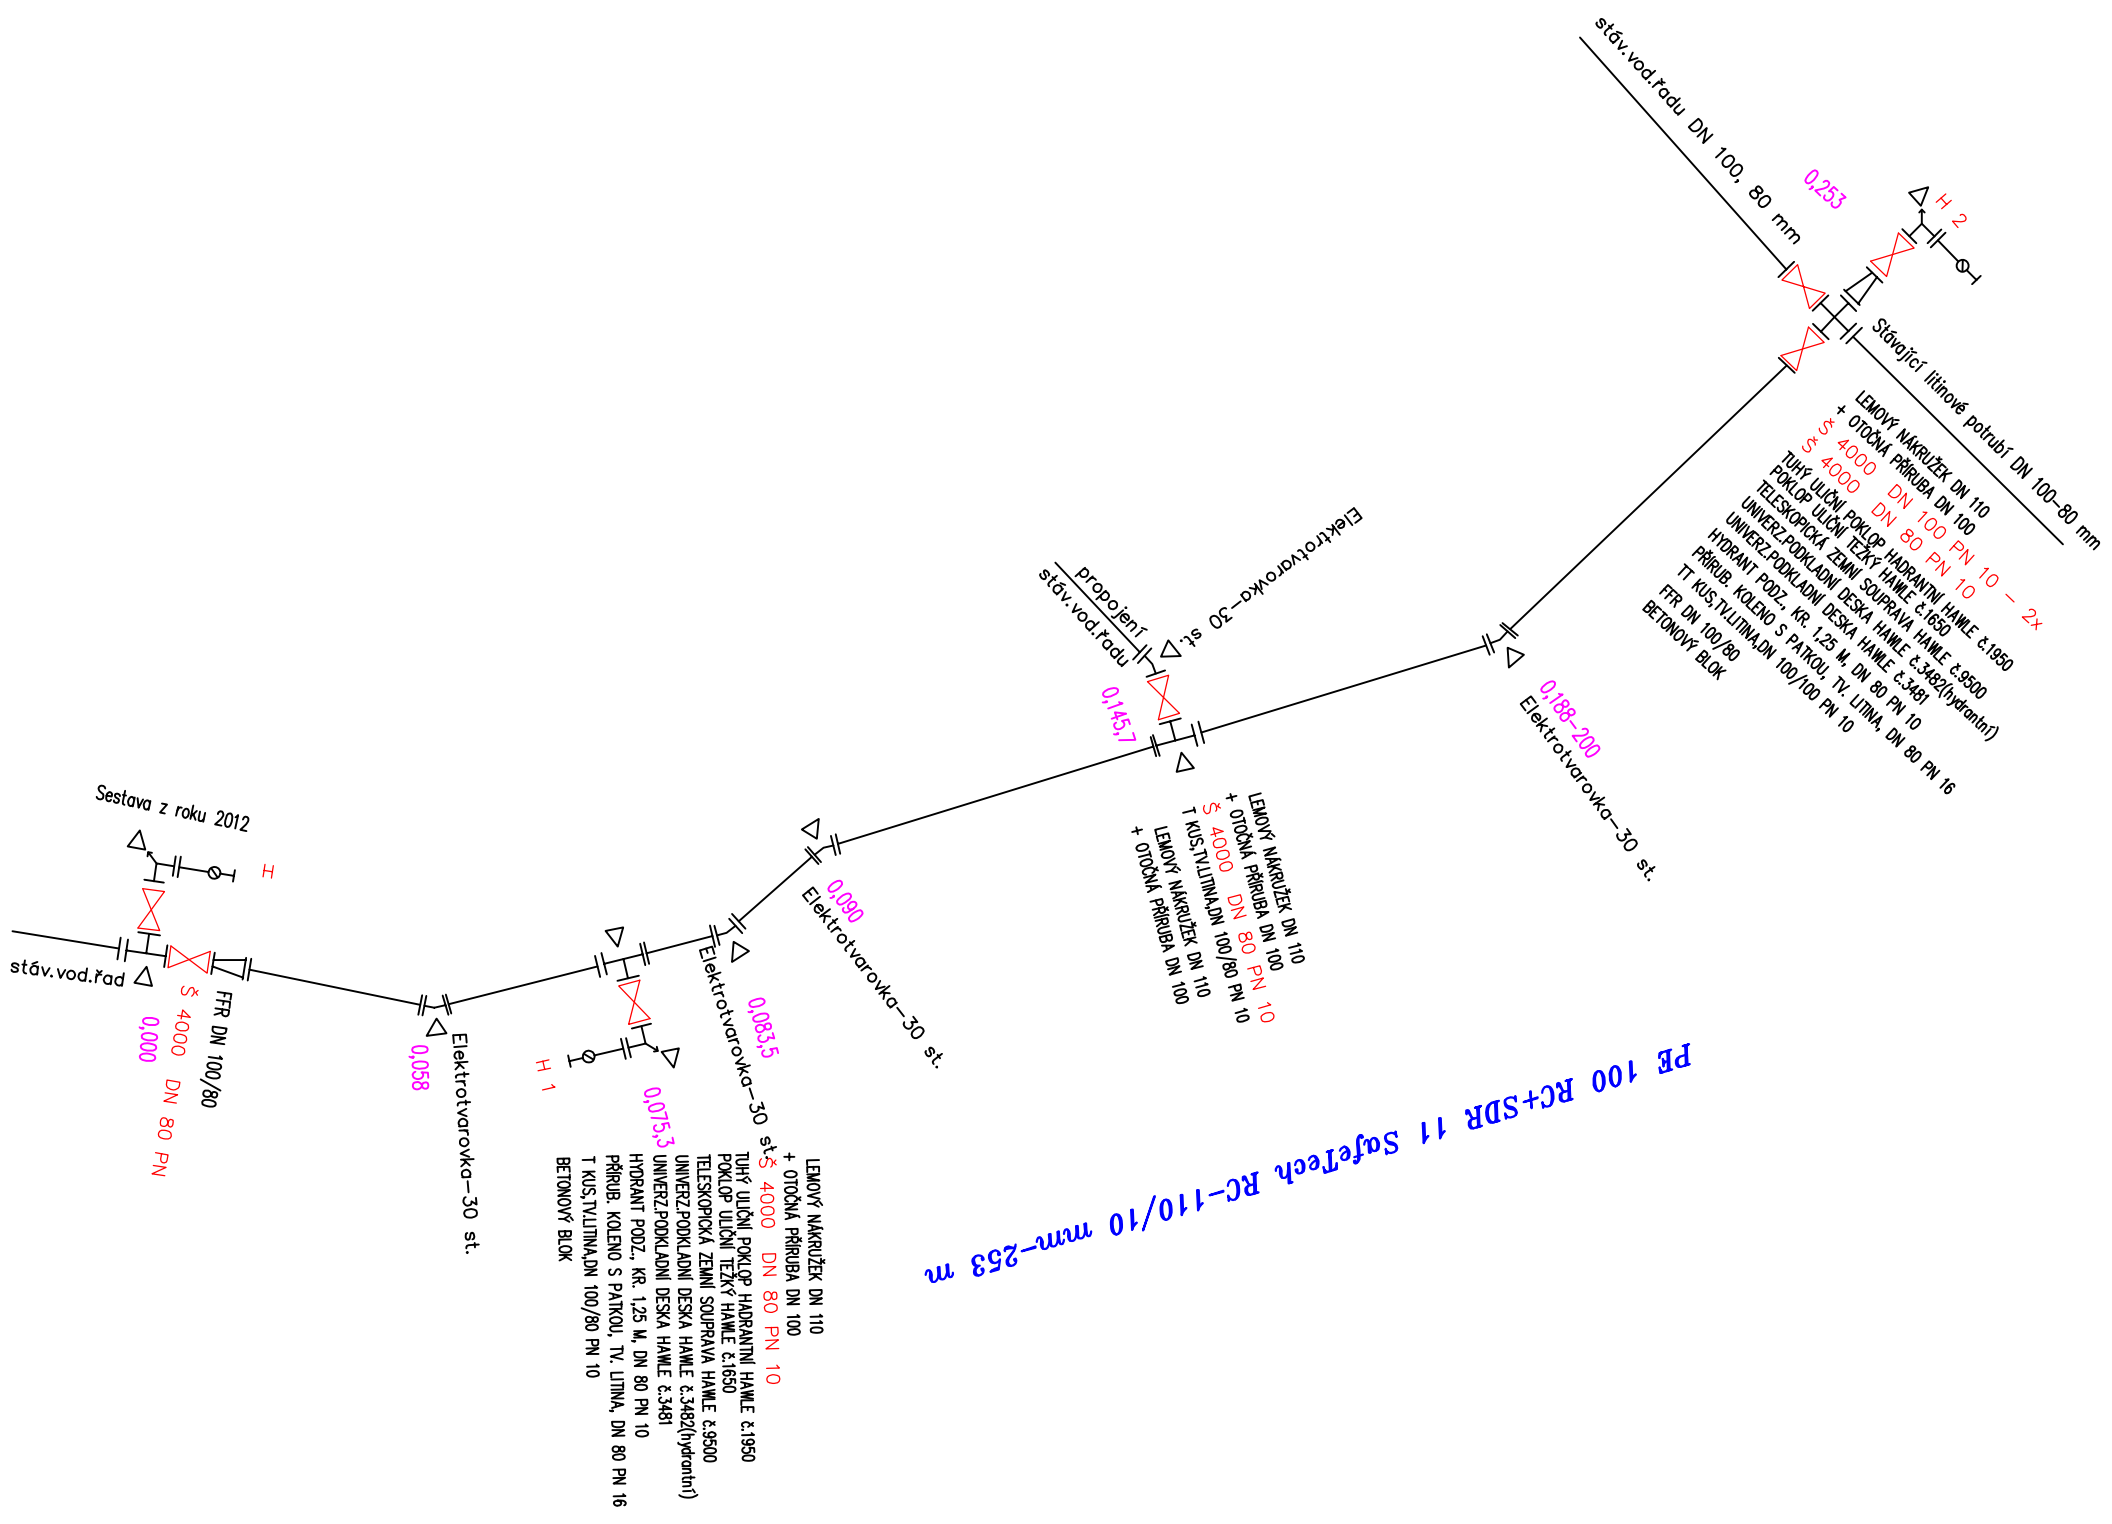 stáv.vod.řadu DN 100, 80 mm
0,253
H 2
Stávající litinové potrubí DN 100-80 mm
LEMOVÝ NÁKRUŽEK DN 110
+ OTOČNÁ PŘÍRUBA DN 100
Š 4000 DN 100 PN 10 - 2x
Š 4000 DN 80 PN 10
TUHÝ ULIČNÍ POKLOP HADRANTNÍ HAWLE č.1950
POKLOP ULIČNÍ TEŽKÝ HAWLE č.1650
TELESKOPICKÁ ZEMNÍ SOUPRAVA HAWLE č.9500
UNIVERZ.PODKLADNÍ DESKA HAWLE č.3482(hydrantní)
UNIVERZ.PODKLADNÍ DESKA HAWLE č.3481
HYDRANT PODZ., KR. 1,25 M, DN 80 PN 10
PŘÍRUB. KOLENO S PATKOU, TV. LITINA, DN 80 PN 16
TT KUS,TV.LITINA,DN 100/100 PN 10
FFR DN 100/80
BETONOVÝ BLOK
Elektrotvarovka-30 st.
propojení
stáv.vod.řadu
0,145,7
0,188-200
Elektrotvarovka-30 st.
LEMOVÝ NÁKRUŽEK DN 110
+ OTOČNÁ PŘÍRUBA DN 100
Š 4000 DN 80 PN 10
T KUS,TV.LITINA,DN 100/80 PN 10
LEMOVÝ NÁKRUŽEK DN 110
+ OTOČNÁ PŘÍRUBA DN 100
Sestava z roku 2012
H
stáv.vod.řad
0,000
Š 4000 DN 80 PN
FFR DN 100/80
0,058
Elektrotvarovka-30 st.
H 1
0,075,3
Elektrotvarovka-30 st.
0,083,5
0,090
Elektrotvarovka-30 st.
LEMOVÝ NÁKRUŽEK DN 110
+ OTOČNÁ PŘÍRUBA DN 100
Š 4000 DN 80 PN 10
TUHÝ ULIČNÍ POKLOP HADRANTNÍ HAWLE č.1950
POKLOP ULIČNÍ TEŽKÝ HAWLE č.1650
TELESKOPICKÁ ZEMNÍ SOUPRAVA HAWLE č.9500
UNIVERZ.PODKLADNÍ DESKA HAWLE č.3482(hydrantní)
UNIVERZ.PODKLADNÍ DESKA HAWLE č.3481
HYDRANT PODZ., KR. 1,25 M, DN 80 PN 10
PŘÍRUB. KOLENO S PATKOU, TV. LITINA, DN 80 PN 16
T KUS,TV.LITINA,DN 100/80 PN 10
BETONOVÝ BLOK
PE 100 RC+SDR 11 SafeTech RC-110/10 mm-253 m